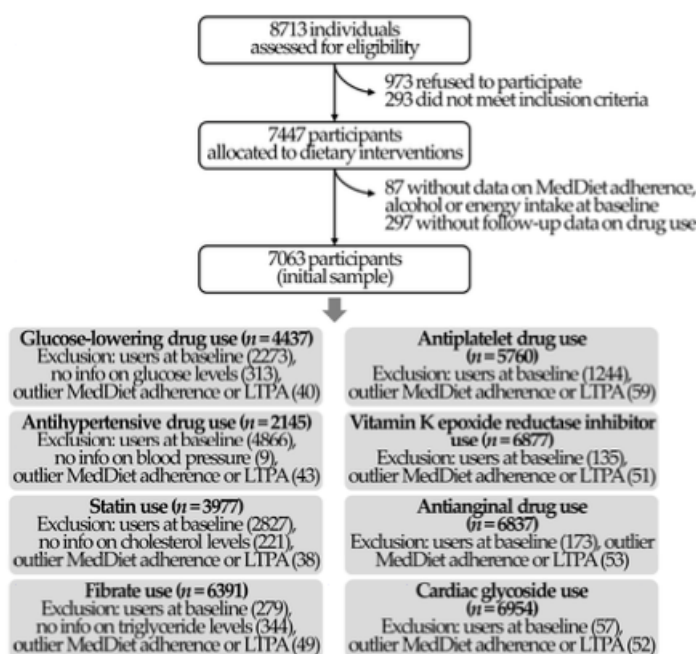 8713 individuals
assessed for eligibility
973 refused to participate
293 did not meet inclusion criteria
7447 participants
allocated to dietary interventions
87 without data on MedDiet adherence,
alcohol or energy intake at baseline
297 without follow-up data on drug use
7063 participants
(initial sample)
Glucose-lowering drug use (n = 4437)
Exclusion: users at baseline (2273),
no info on glucose levels (313),
outlier MedDiet adherence or LTPA (40)
Antihypertensive drug use (n = 2145)
Exclusion: users at baseline (4866),
no info on blood pressure (9),
outlier MedDiet adherence or LTPA (43)
Statin use (n = 3977)
Exclusion: users at baseline (2827),
no info on cholesterol levels (221),
outlier MedDiet adherence or LTPA (38)
Fibrate use (n = 6391)
Exclusion: users at baseline (279),
no info on triglyceride levels (344),
outlier MedDiet adherence or LTPA (49)
Antiplatelet drug use
(n = 5760)
Exclusion: users at baseline (1244),
outlier MedDiet adherence or LTPA (59)
Vitamin K epoxide reductase inhibitor
use (n = 6877)
Exclusion: users at baseline (135),
outlier MedDiet adherence or LTPA (51)
Antianginal drug use
(n = 6837)
Exclusion: users at baseline (173), outlier
MedDiet adherence or LTPA (53)
Cardiac glycoside use
(n = 6954)
Exclusion: users at baseline (57),
outlier MedDiet adherence or LTPA (52)